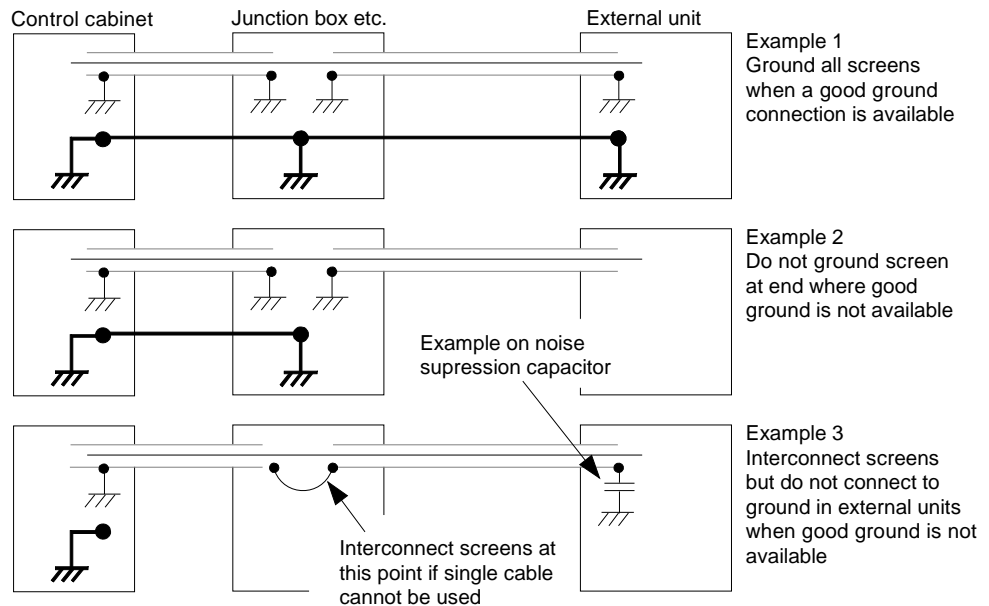 Control cabinet
Junction box etc.
External unit
Example 1
Ground all screens
when a good ground
connection is available
Example 2
Do not ground screen
at end where good
ground is not available
Example on noise
supression capacitor
Example 3
Interconnect screens
but do not connect to
ground in external units
when good ground is not
available
Interconnect screens at
this point if single cable
cannot be used